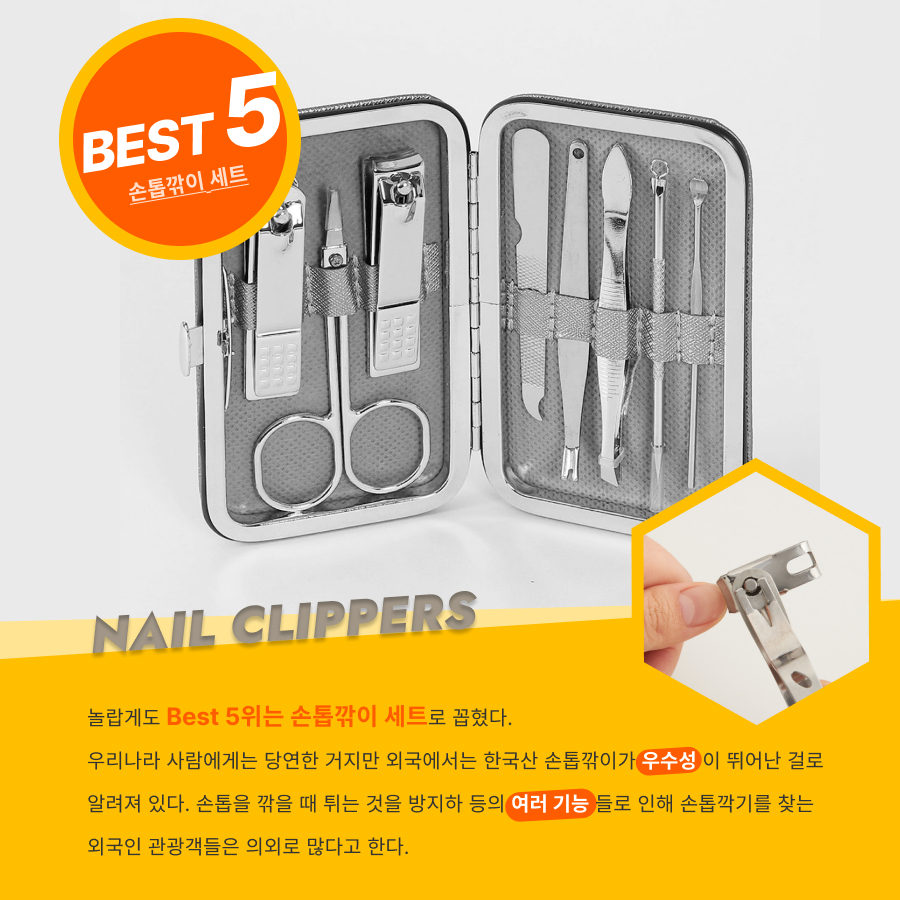 BEST 5
손톱깎이 세트
NAIL CLIPPERS
놀랍게도 Best 5위는 손톱깎이 세트로 꼽혔다.
우리나라 사람에게는 당연한 거지만 외국에서는 한국산 손톱깎이가 우수성이 뛰어난 걸로
알려져 있다. 손톱을 깎을 때 튀는 것을 방지하 등의 여러 기능들로 인해 손톱깍기를 찾는
외국인 관광객들은 의외로 많다고 한다.